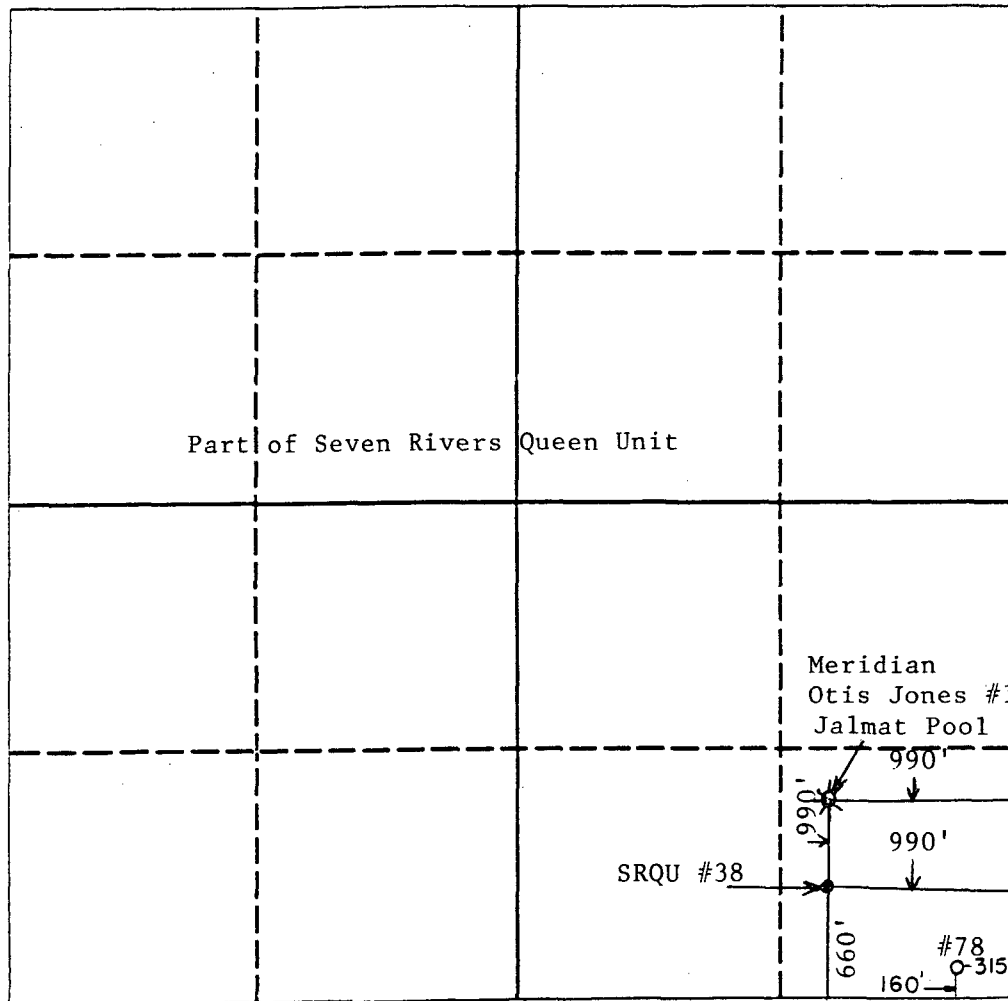 Part of Seven Rivers Queen Unit
Meridian
Otis Jones #1
Jalmat Pool
990'
990'
990'
SRQU #38
660'
#78
315
160'